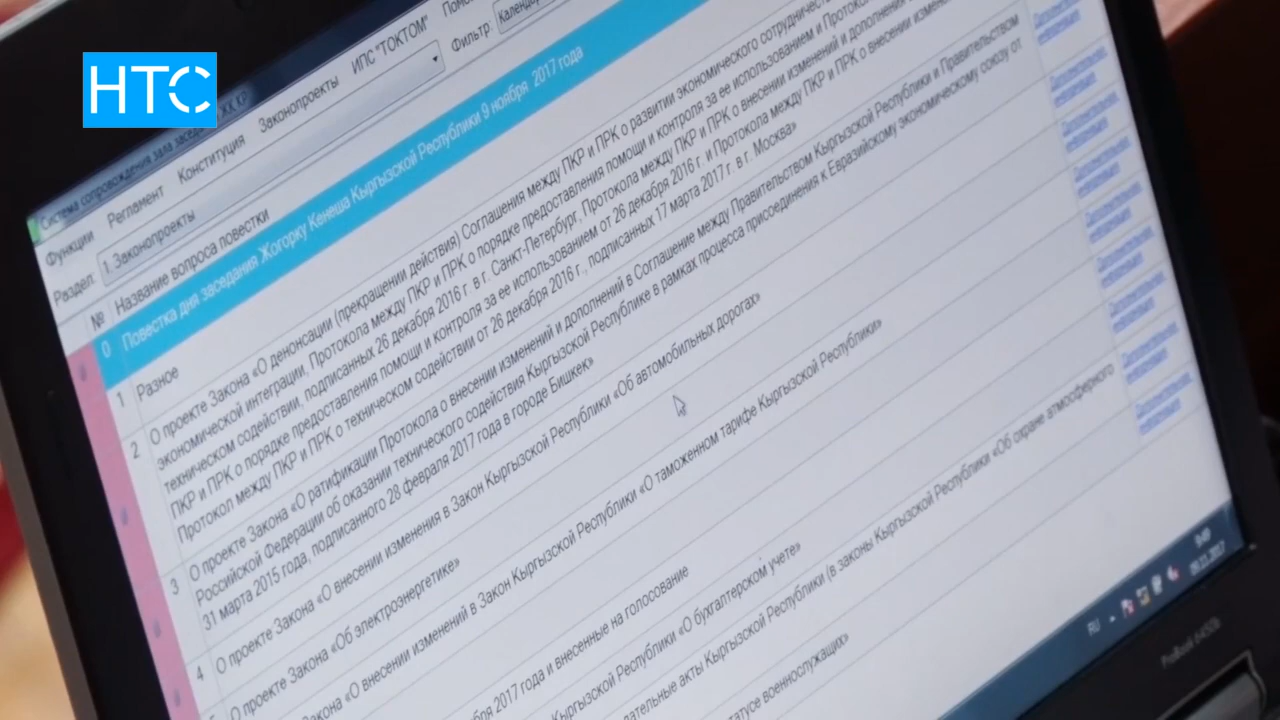 НТС
Система сопровождения зала
Функции Регламент Конституция Законопроекты ИПС "ТОКТОМ"
Раздел: 1. Законопроекты Фильтр:
№ Название вопроса повестки
0 Повестка дня заседания Жогорку Кенеша Кыргызской Республики 9 ноября 2017 года
1 Разное
2 О проекте Закона «О денонсации (прекращении действия) Соглашения между ПКР и ПРК о развитии экономического
экономической интеграции, Протокола между ПКР и ПРК о порядке предоставления помощи и контроля за ее использованием и
техническом содействии, подписанных 26 декабря 2016 г. в г. Санкт-Петербург, Протокола между ПКР и ПРК о внесении изменений и дополнения
ПКР и ПРК о порядке предоставления помощи и контроля за ее использованием от 26 декабря 2016 г. и Протокола между ПКР и ПРК о внесении
Протокол между ПКР и ПРК о техническом содействии от 26 декабря 2016 г., подписанных 17 марта 2017 г. в г. Москва»
3 О проекте Закона «О ратификации Протокола о внесении изменений и дополнений в Соглашение между Правительством Кыргызской Республики и Правительством
Российской Федерации об оказании технического содействия Кыргызской Республике в рамках процесса присоединения к Евразийскому экономическому союзу от
31 марта 2015 года, подписанного 28 февраля 2017 года в городе Бишкек»
4 О проекте Закона «О внесении изменения в Закон Кыргызской Республики «Об автомобильных дорогах»
5 О проекте Закона «Об электроэнергетике»
Закона «О внесении изменений в Закон Кыргызской Республики «О таможенном тарифе Кыргызской Республики»
2017 года и внесенные на голосование
Кыргызской Республики «О бухгалтерском учете»
дательные акты Кыргызской Республики (в законы Кыргызской Республики «Об охране атмосферного
татусе военнослужащих»
RU
ProBook